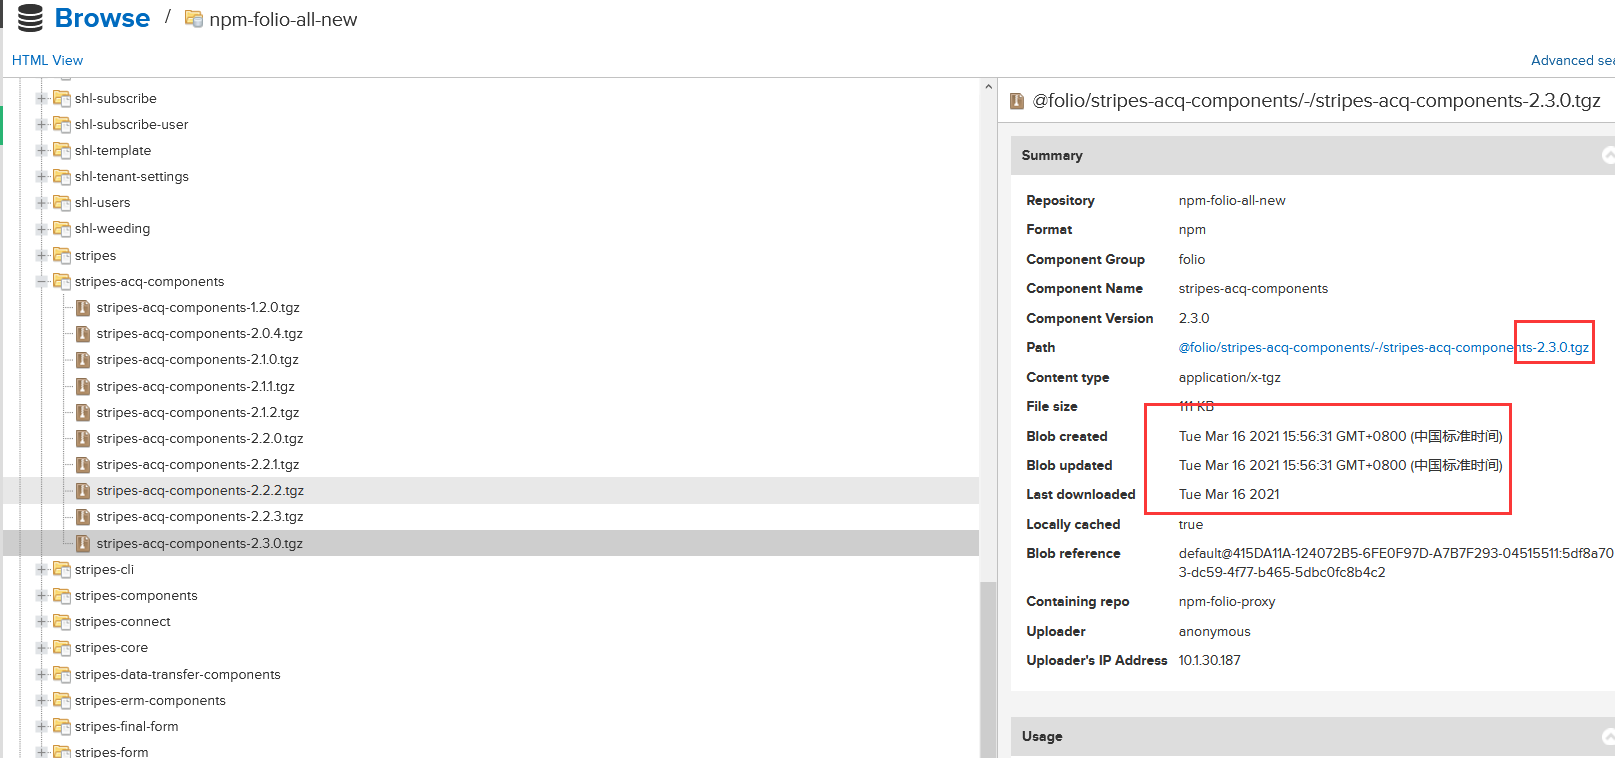 Browse / npm-folio-all-new
HTML View
Advanced sea
shl-subscribe
shl-subscribe-user
shl-template
shl-tenant-settings
shl-users
shl-weeding
stripes
stripes-acq-components
stripes-acq-components-1.2.0.tgz
stripes-acq-components-2.0.4.tgz
stripes-acq-components-2.1.0.tgz
stripes-acq-components-2.1.1.tgz
stripes-acq-components-2.1.2.tgz
stripes-acq-components-2.2.0.tgz
stripes-acq-components-2.2.1.tgz
stripes-acq-components-2.2.2.tgz
stripes-acq-components-2.2.3.tgz
stripes-acq-components-2.3.0.tgz
stripes-cli
stripes-components
stripes-connect
stripes-core
stripes-data-transfer-components
stripes-erm-components
stripes-final-form
stripes-form
@folio/stripes-acq-components/-/stripes-acq-components-2.3.0.tgz
Summary
Repository npm-folio-all-new
Format npm
Component Group folio
Component Name stripes-acq-components
Component Version 2.3.0
Path @folio/stripes-acq-components/-/stripes-acq-components-2.3.0.tgz
Content type application/x-tgz
File size 111 KB
Blob created Tue Mar 16 2021 15:56:31 GMT+0800 (中国标准时间)
Blob updated Tue Mar 16 2021 15:56:31 GMT+0800 (中国标准时间)
Last downloaded Tue Mar 16 2021
Locally cached true
Blob reference default@415DA11A-124072B5-6FE0F97D-A7B7F293-04515511:5df8a70
3-dc59-4f77-b465-5dbc0fc8b4c2
Containing repo npm-folio-proxy
Uploader anonymous
Uploader's IP Address 10.1.30.187
Usage